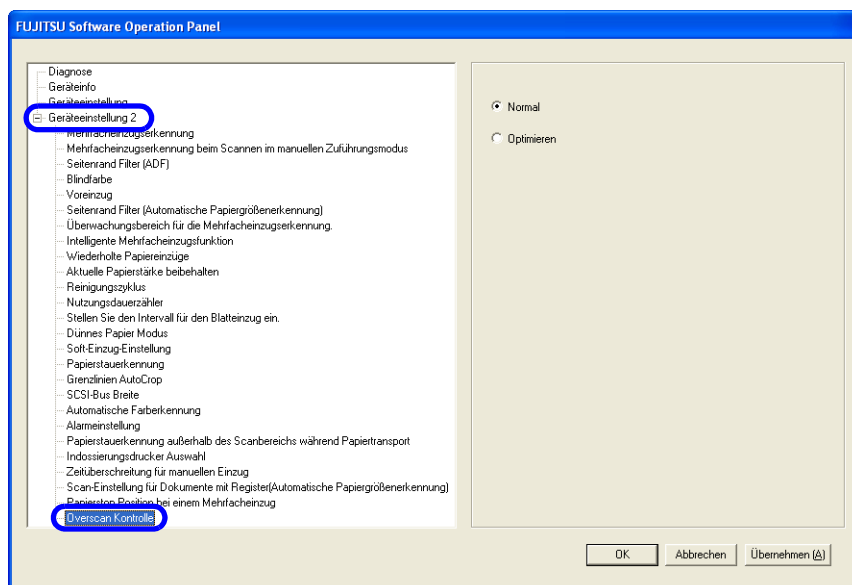 FUJITSU Software Operation Panel
Diagnose
Geräteinfo
Geräteeinstellung
Geräteeinstellung 2
Mehrfacheinzugserkennung
Mehrfacheinzugserkennung beim Scannen im manuellen Zuführungsmodus
Seitenrand Filter (ADF)
Blindfarbe
Voreinzug
Seitenrand Filter (Automatische Papiergrößenerkennung)
Überwachungsbereich für die Mehrfacheinzugserkennung.
Intelligente Mehrfacheinzugsfunktion
Wiederholte Papiereinzüge
Aktuelle Papierstärke beibehalten
Reinigungszyklus
Nutzungsdauerzähler
Stellen Sie den Intervall für den Blatteinzug ein.
Dünnes Papier Modus
Soft-Einzug-Einstellung
Papierstauerkennung
Grenzlinien AutoCrop
SCSI-Bus Breite
Automatische Farberkennung
Alarmeinstellung
Papierstauerkennung außerhalb des Scanbereichs während Papiertransport
Indossierungsdrucker Auswahl
Zeitüberschreitung für manuellen Einzug
Scan-Einstellung für Dokumente mit Register(Automatische Papiergrößenerkennung)
Papierstop Position bei einem Mehrfacheinzug
Overscan Kontrolle
Normal
Optimieren
OK
Abbrechen
Übernehmen (A)